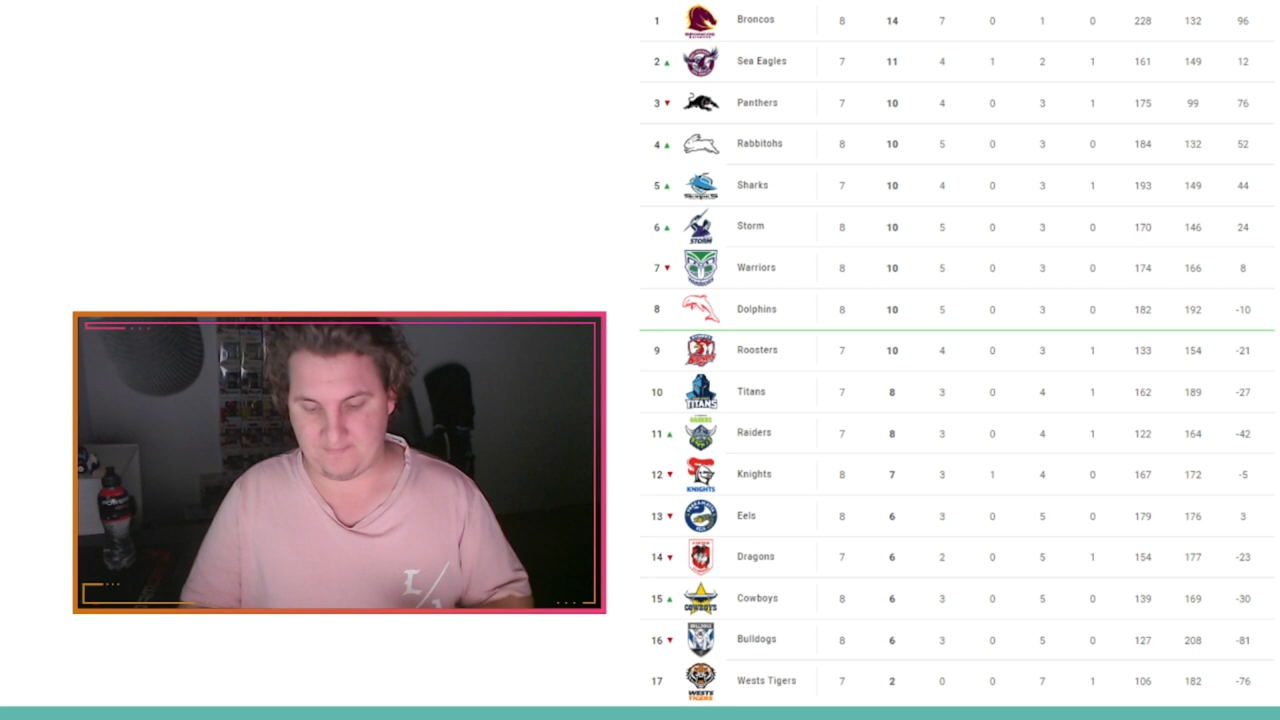 1 Broncos 8 14 7 0 1 0 228 132 96
2 Sea Eagles 7 11 4 1 2 1 161 149 12
3 Panthers 7 10 4 0 3 1 175 99 76
4 Rabbitohs 8 10 5 0 3 0 184 132 52
5 Sharks 7 10 4 0 3 1 149 44
6 STORM Storm 8 10 5 0 3 0 170 146 24
7 Warriors 8 10 5 0 3 0 174 166 8
8 Dolphins 8 10 5 0 3 0 182 192 -10
9 Roosters 7 10 4 0 3 1 154 -21
10 TITANS Titans 7 8 3 0 4 1 189 -27
11 RAIDERS Raiders 7 8 3 0 4 1 164 -42
12 KNIGHTS Knights 8 7 3 1 4 0 172 -5
13 Eels 8 6 3 0 5 0 176 3
14 Dragons 7 6 2 0 5 1 177 -23
15 COWBOYS Cowboys 8 6 3 0 5 0 169 -30
16 BULLDOGS Bulldogs 8 6 3 0 5 0 127 208 -81
17 WESTS TIGERS Wests Tigers 7 2 0 0 7 1 106 182 -76